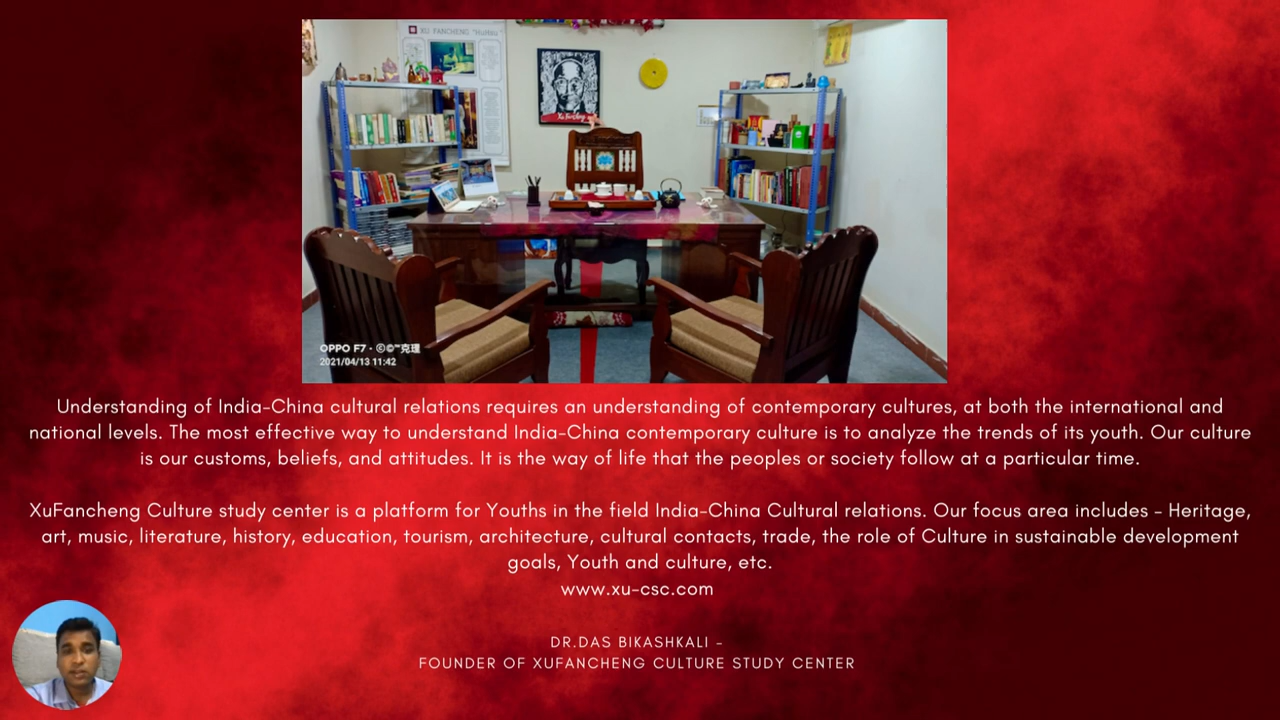 XU FANCHENG "HuHsu"
Xu Fancheng
OPPO F7 · ©©™克理
2021/04/13 11:42
Understanding of India-China cultural relations requires an understanding of contemporary cultures, at both the international and
national levels. The most effective way to understand India-China contemporary culture is to analyze the trends of its youth. Our culture
is our customs, beliefs, and attitudes. It is the way of life that the peoples or society follow at a particular time.
XuFancheng Culture study center is a platform for Youths in the field India-China Cultural relations. Our focus area includes - Heritage,
art, music, literature, history, education, tourism, architecture, cultural contacts, trade, the role of Culture in sustainable development
goals, Youth and culture, etc.
www.xu-csc.com
DR.DAS BIKASHKALI -
FOUNDER OF XUFANCHENG CULTURE STUDY CENTER